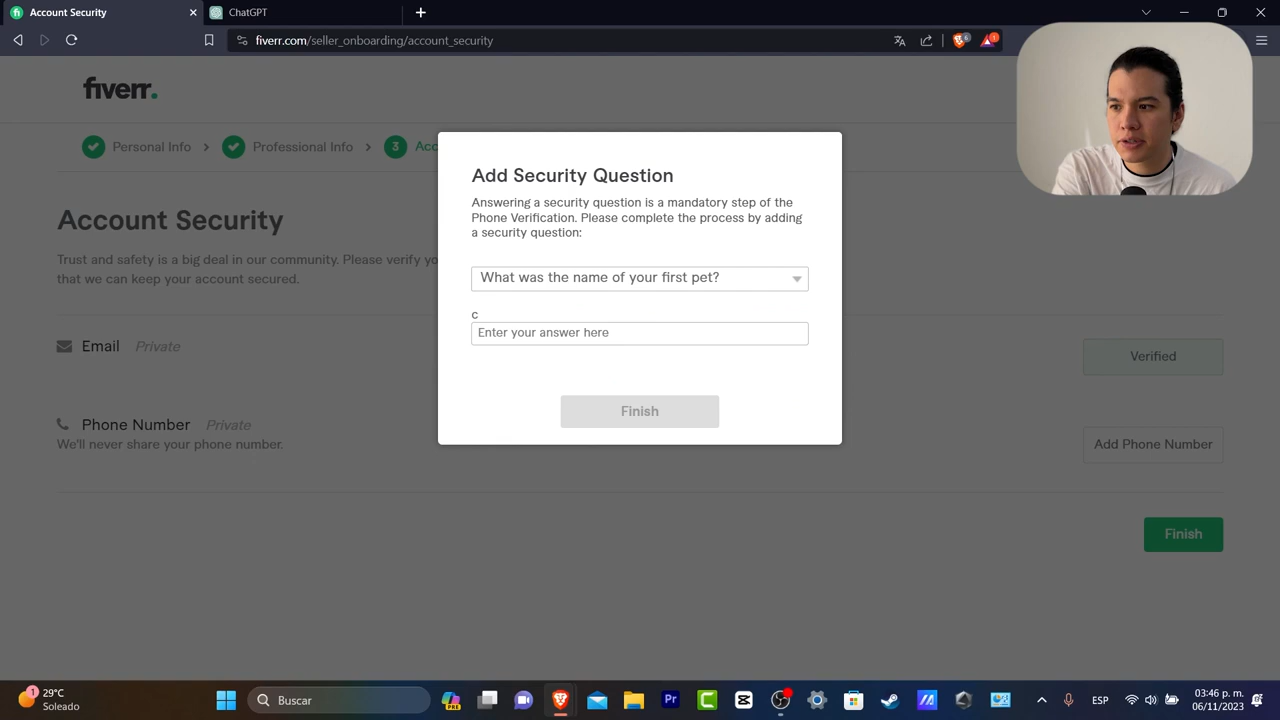 Account Security
ChatGPT
fiverr.com/seller_onboarding/account_security
6
1
fiverr.
Personal Info
Professional Info
3
Acc
Add Security Question
Answering a security question is a mandatory step of the
Phone Verification. Please complete the process by adding
a security question:
What was the name of your first pet?
C
Enter your answer here
Finish
Account Security
Trust and safety is a big deal in our community. Please verify yo
that we can keep your account secured.
Email Private
Verified
Phone Number Private
We'll never share your phone number.
Add Phone Number
Finish
1
29°C
Soleado
Buscar
Pr
ESP
03:46 p. m.
06/11/2023